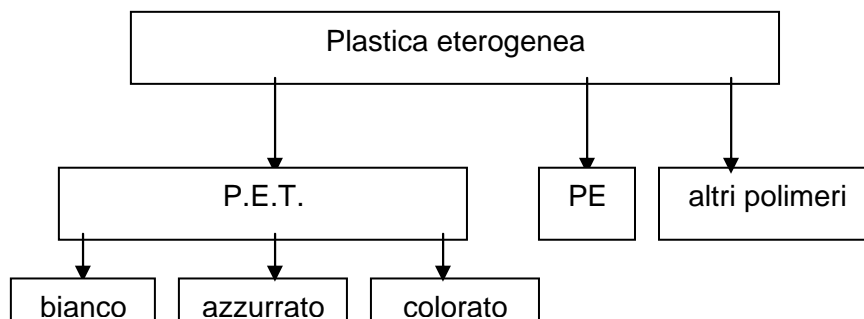 Plastica eterogenea
P.E.T.
PE
altri polimeri
bianco
azzurrato
colorato